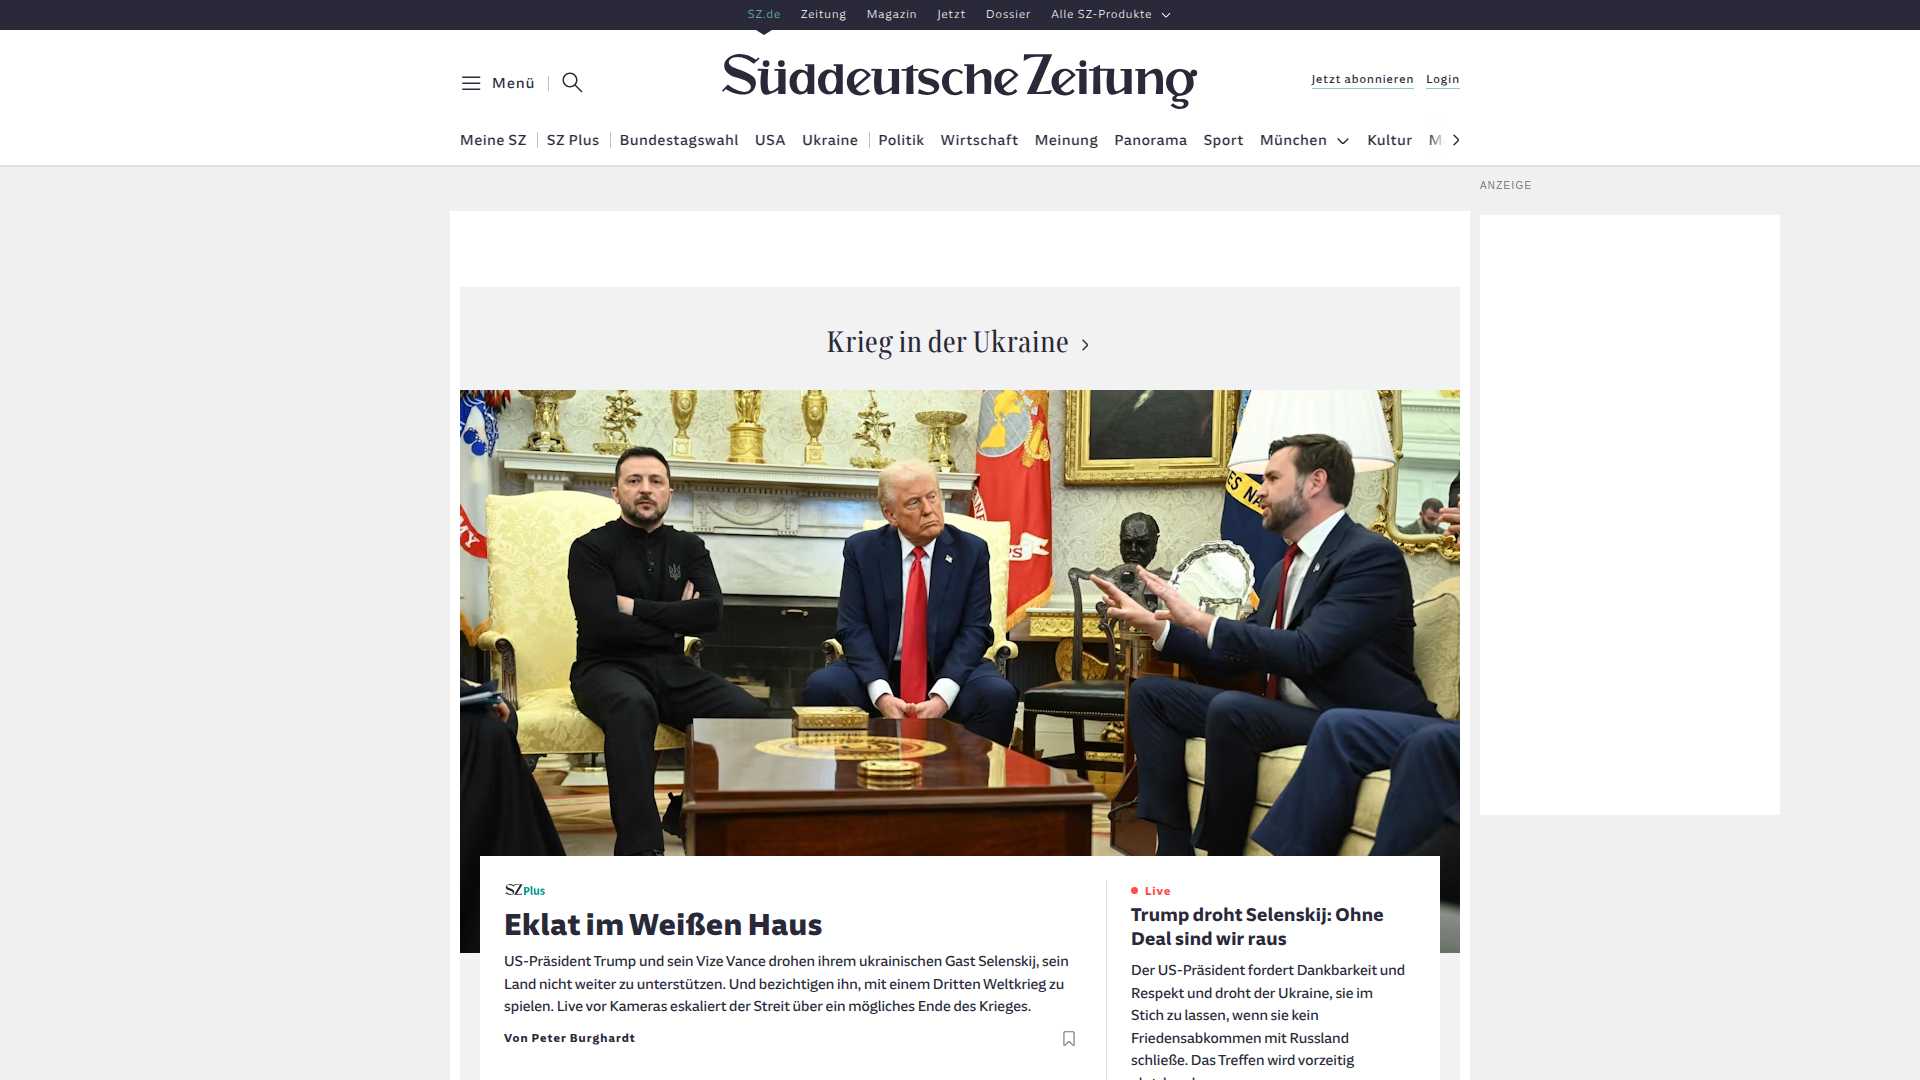 SZ.de Zeitung Magazin Jetzt Dossier Alle SZ-Produkte
Menü
Süddeutsche Zeitung
Jetzt abonnieren Login
Meine SZ SZ Plus Bundestagswahl USA Ukraine Politik Wirtschaft Meinung Panorama Sport München Kultur M
ANZEIGE
Krieg in der Ukraine
SZ Plus
Eklat im Weißen Haus
US-Präsident Trump und sein Vize Vance drohen ihrem ukrainischen Gast Selenskij, sein
Land nicht weiter zu unterstützen. Und bezichtigen ihn, mit einem Dritten Weltkrieg zu
spielen. Live vor Kameras eskaliert der Streit über ein mögliches Ende des Krieges.
Von Peter Burghardt
Live
Trump droht Selenskij: Ohne
Deal sind wir raus
Der US-Präsident fordert Dankbarkeit und
Respekt und droht der Ukraine, sie im
Stich zu lassen, wenn sie kein
Friedensabkommen mit Russland
schließe. Das Treffen wird vorzeitig